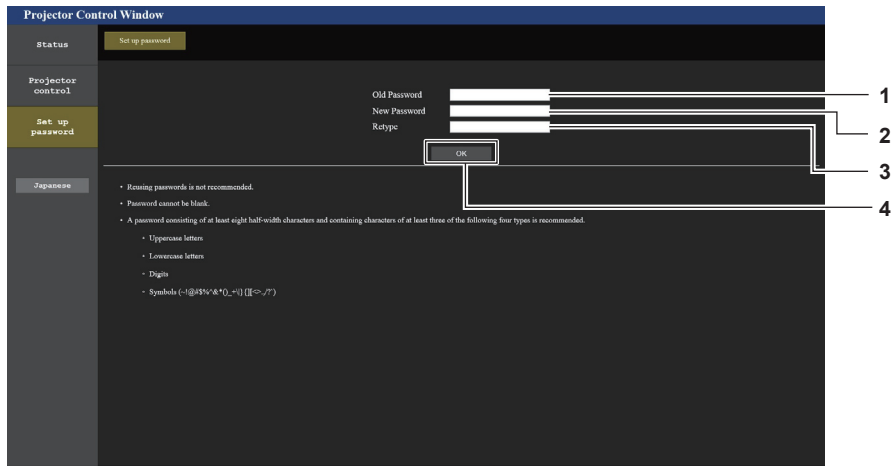 Projector Control Window
Status
Set up password
Projector
control
Set up
password
Japanese
Old Password
New Password
Retype
OK
1
2
3
4
• Reusing passwords is not recommended.
• Password cannot be blank.
• A password consisting of at least eight half-width characters and containing characters of at least three of the following four types is recommended.
• Uppercase letters
• Lowercase letters
• Digits
• Symbols (~!@#$%^&*()_+\|}{][<>.,/?`)